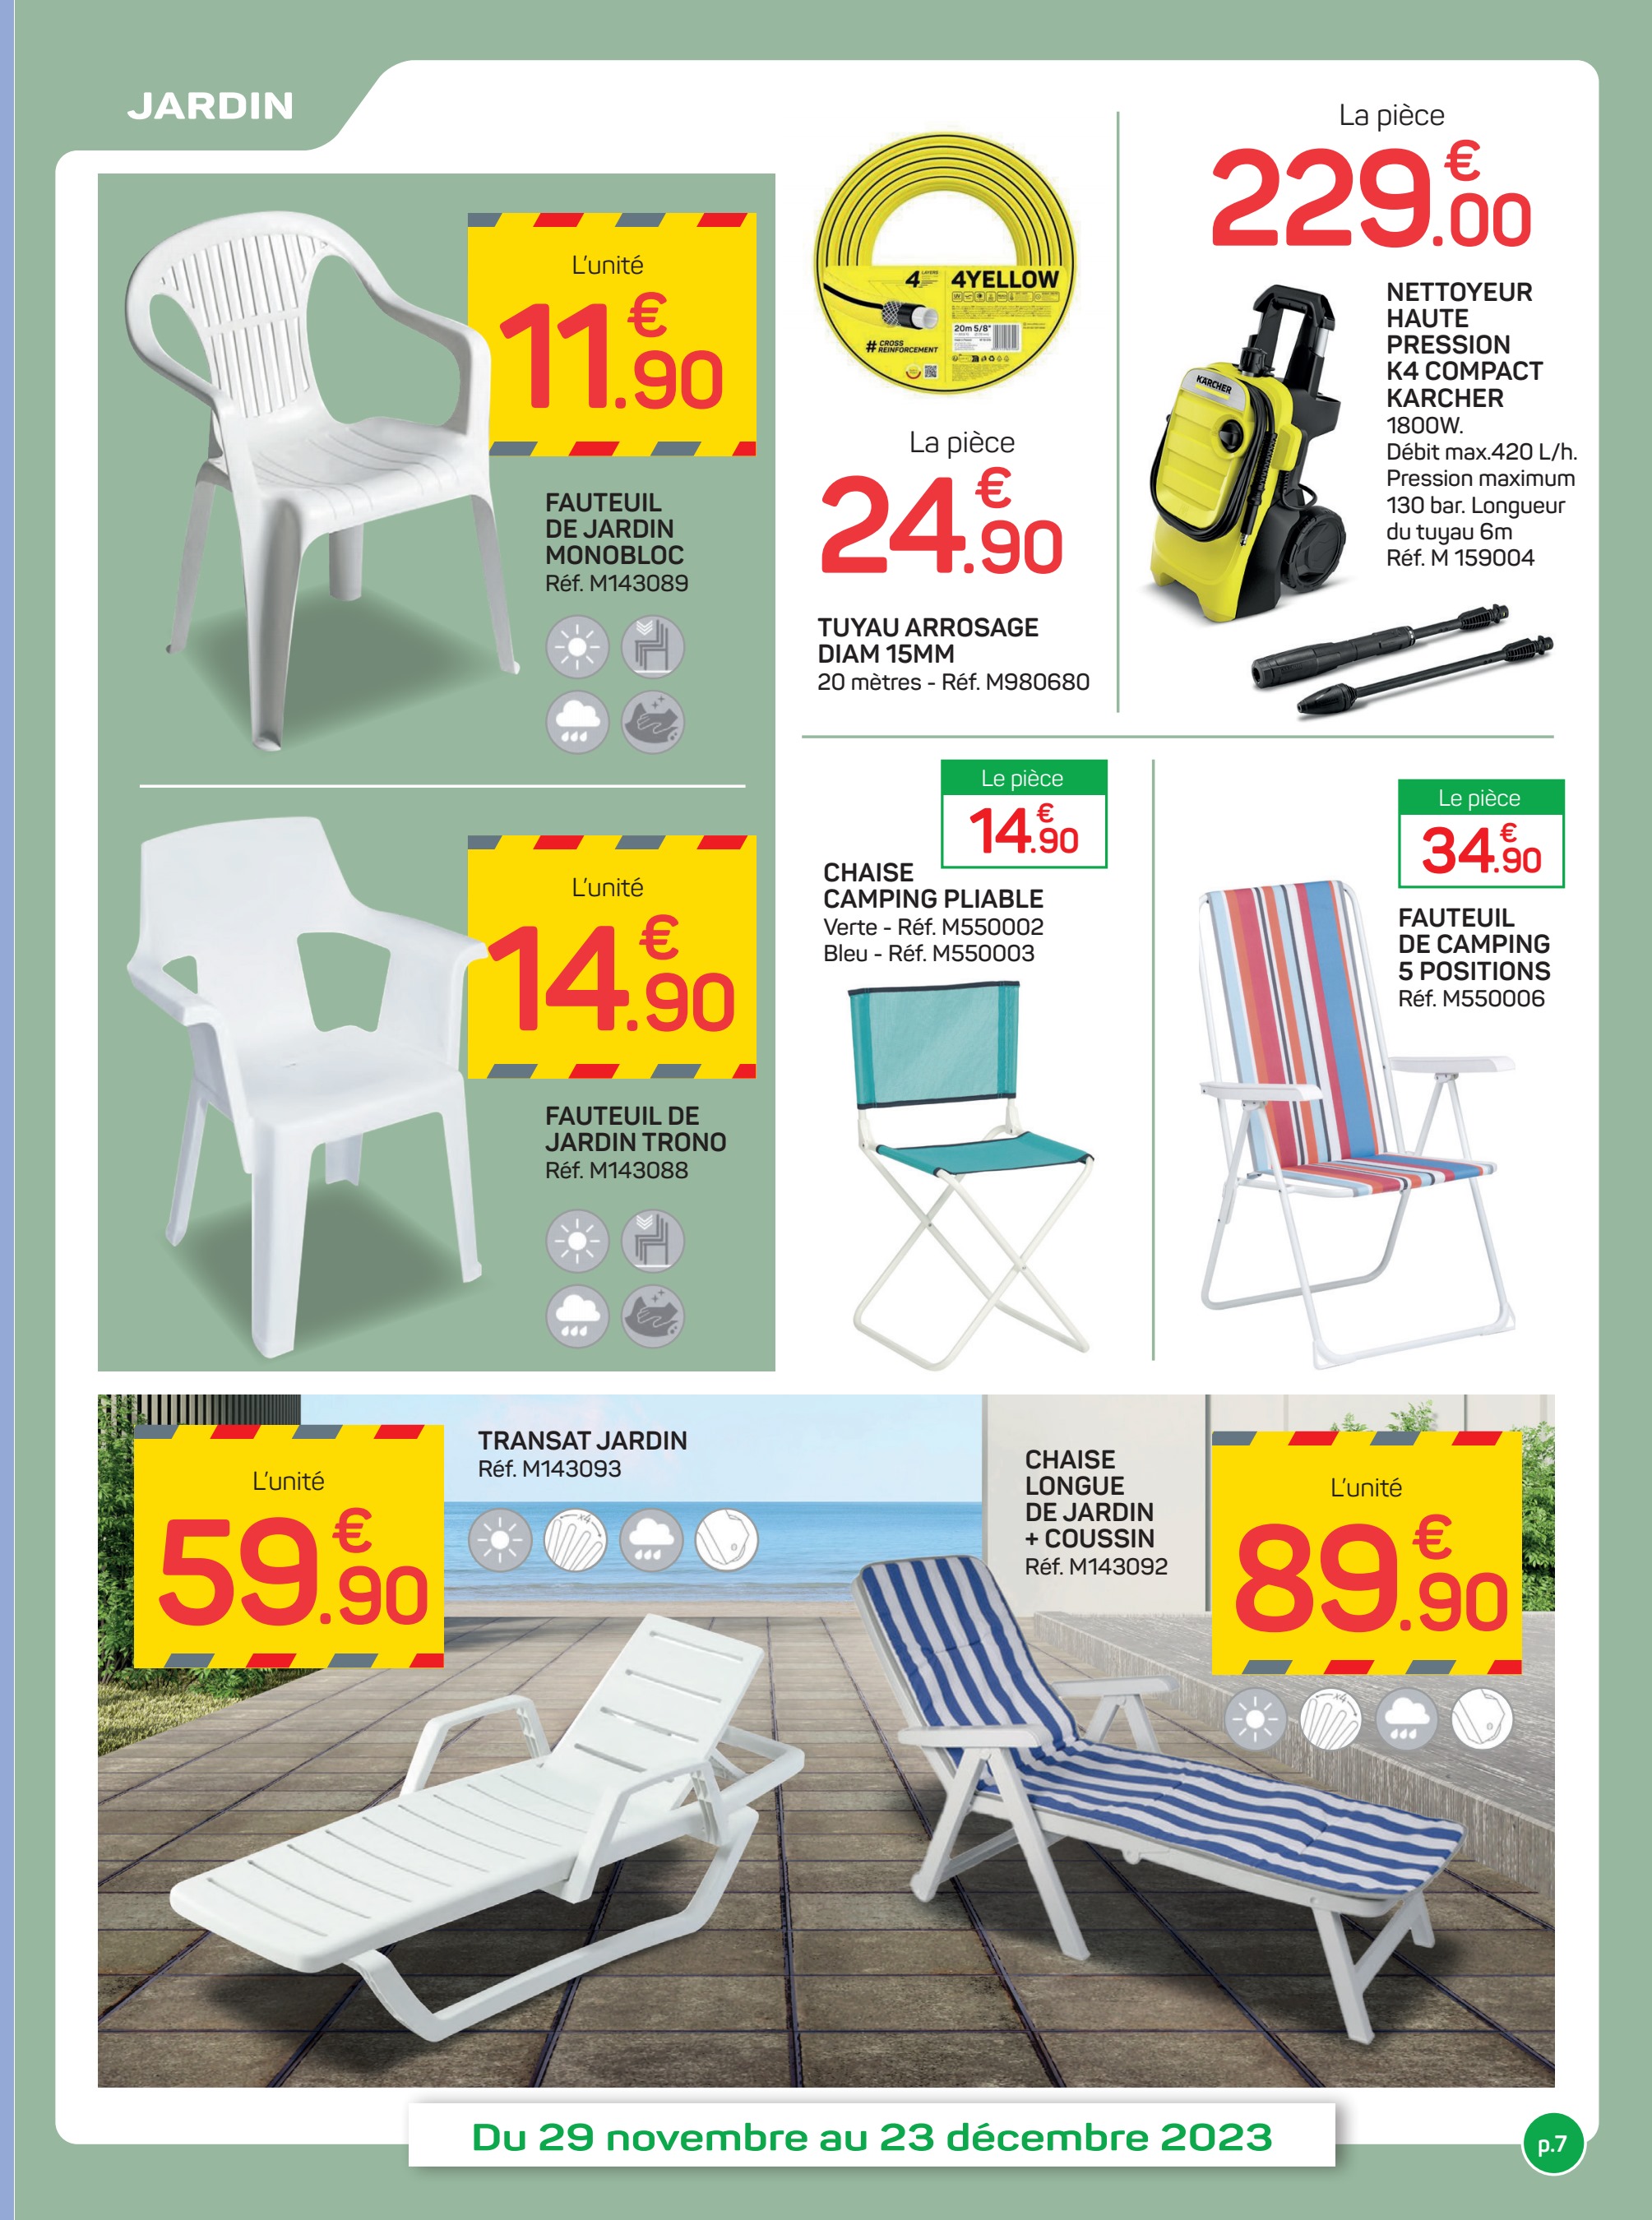 JARDIN
L'unité
11.€90
FAUTEUIL
DE JARDIN
MONOBLOC
Réf. M143089
L'unité
14.€90
FAUTEUIL DE
JARDIN TRONO
Réf. M143088
4 LAYERS
4YELLOW
20m 5/8"
# CROSS
REINFORCEMENT
La pièce
24.€90
TUYAU ARROSAGE
DIAM 15MM
20 mètres - Réf. M980680
La pièce
229.€00
KARCHER
NETTOYEUR
HAUTE
PRESSION
K4 COMPACT
KARCHER
1800W.
Débit max.420 L/h.
Pression maximum
130 bar. Longueur
du tuyau 6m
Réf. M 159004
Le pièce
14.€90
CHAISE
CAMPING PLIABLE
Verte - Réf. M550002
Bleu - Réf. M550003
Le pièce
34.€90
FAUTEUIL
DE CAMPING
5 POSITIONS
Réf. M550006
L'unité
59.€90
TRANSAT JARDIN
Réf. M143093
x4
CHAISE
LONGUE
DE JARDIN
+ COUSSIN
Réf. M143092
L'unité
89.€90
x4
Du 29 novembre au 23 décembre 2023
p.7